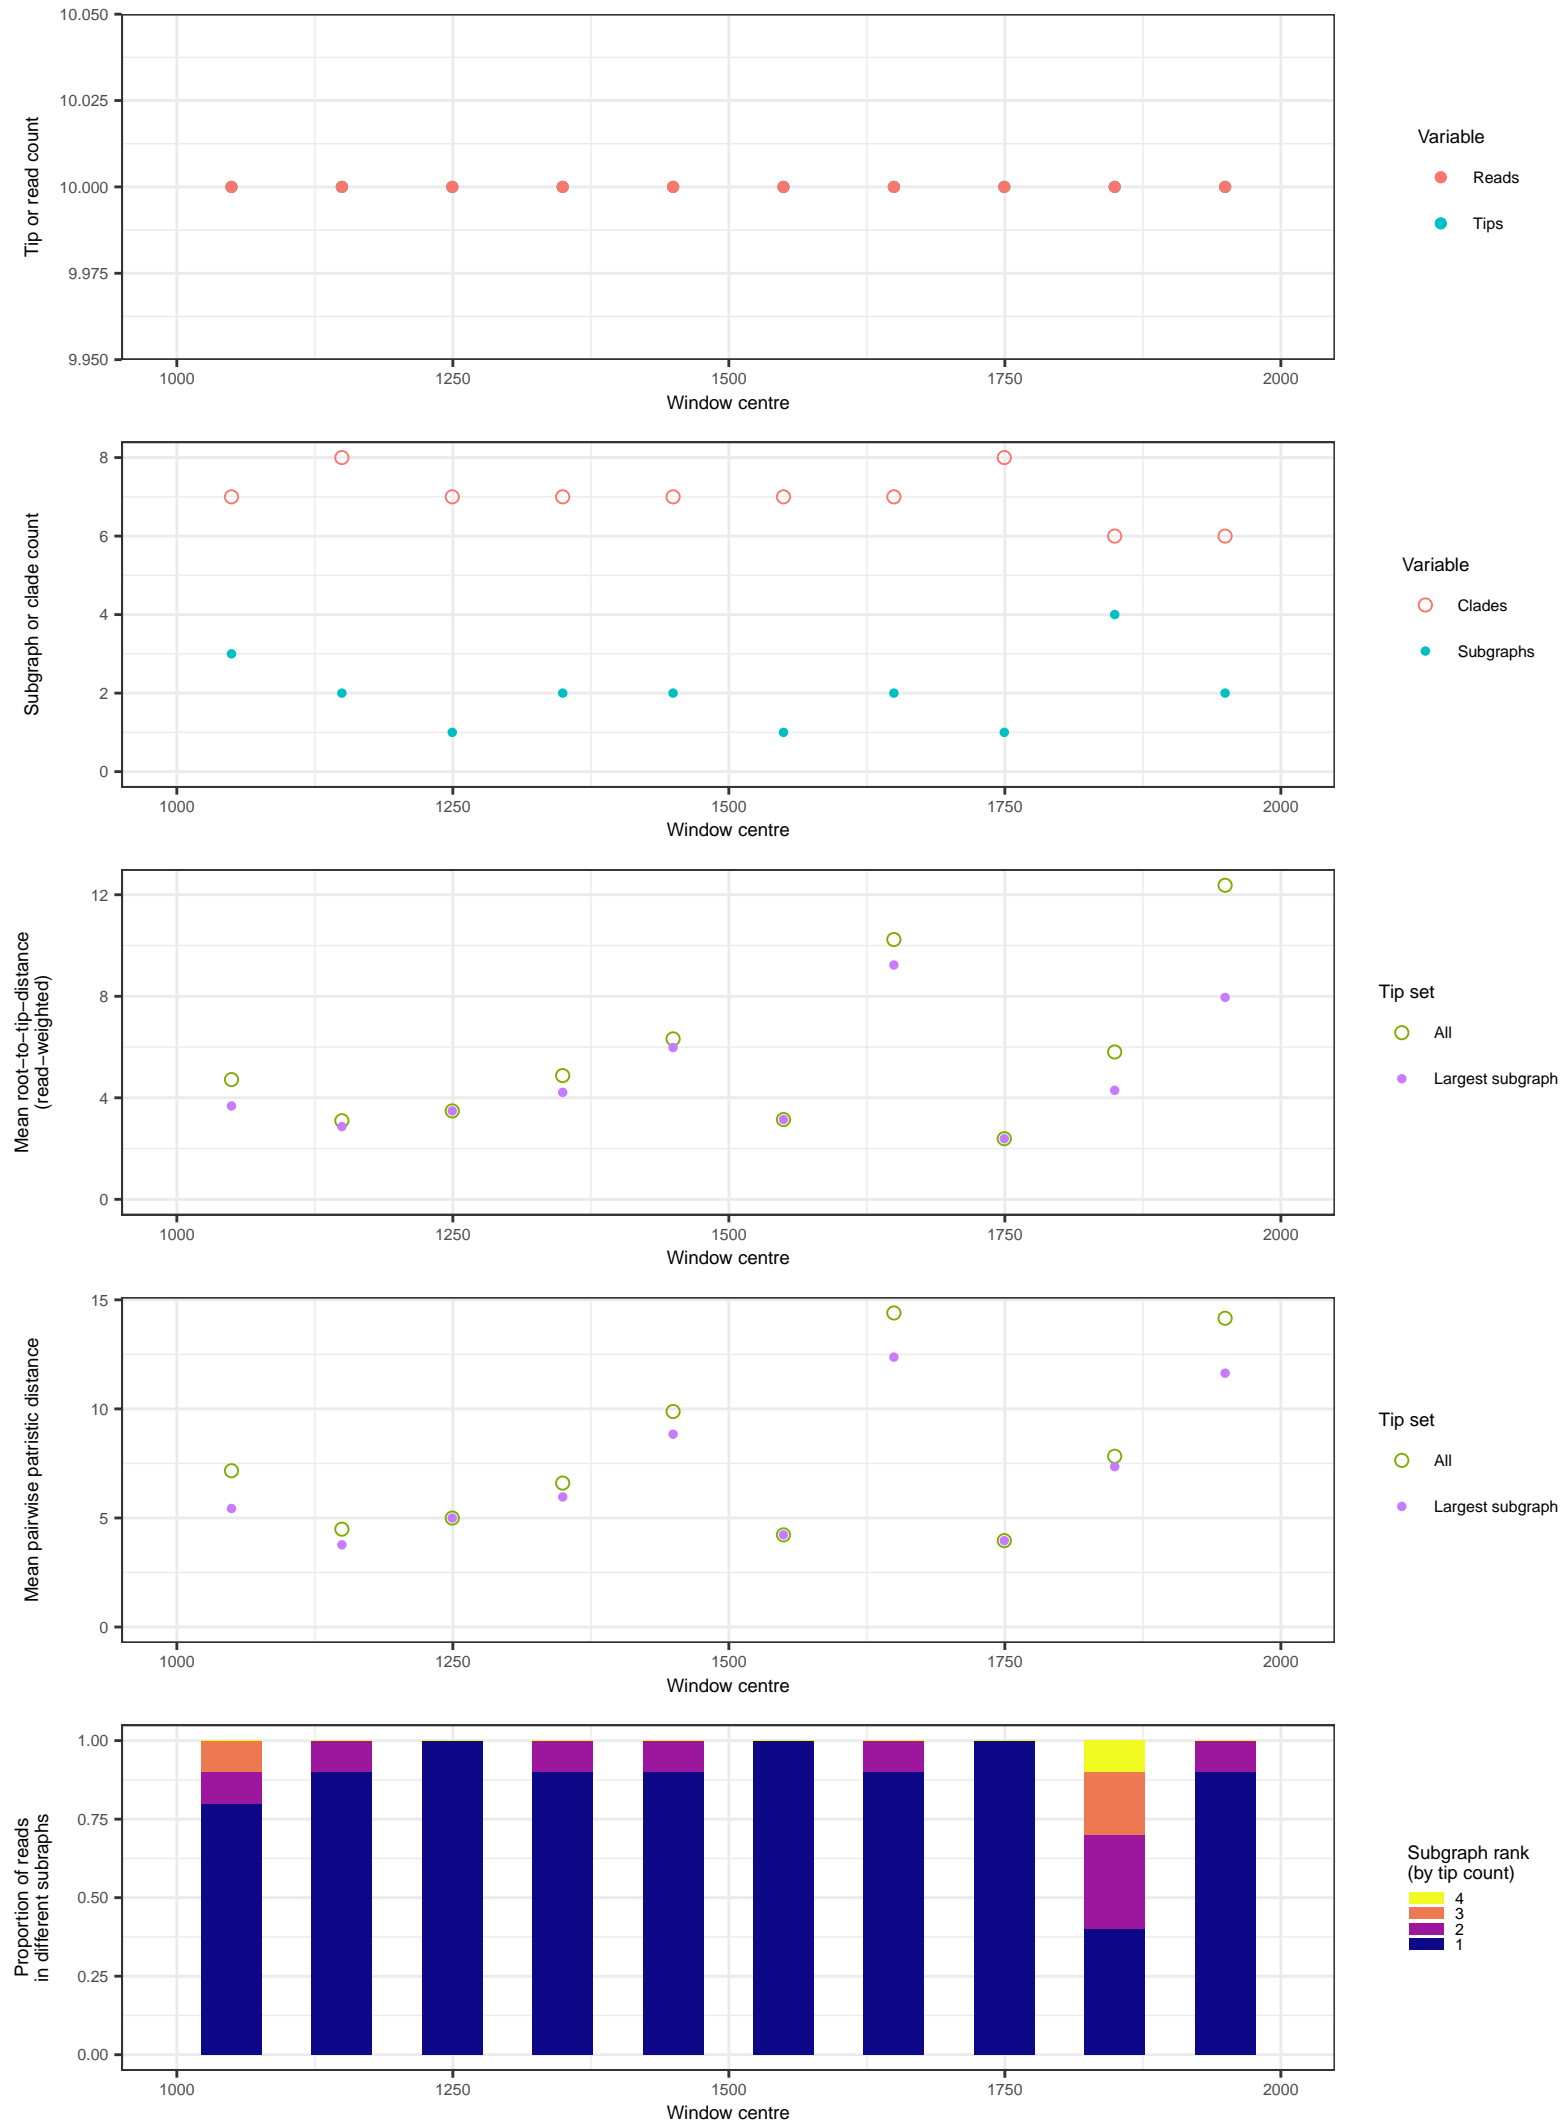 10.050
10.025
10.000
9.975
9.950
Tip or read count
1000 1250 1500 1750 2000
Window centre
Variable
Reads
Tips
8
6
4
2
0
Subgraph or clade count
1000 1250 1500 1750 2000
Window centre
Variable
Clades
Subgraphs
12
8
4
0
Mean root−to−tip−distance
(read−weighted)
1000 1250 1500 1750 2000
Window centre
Tip set
All
Largest subgraph
15
10
5
0
Mean pairwise patristic distance
1000 1250 1500 1750 2000
Window centre
Tip set
All
Largest subgraph
1.00
0.75
0.50
0.25
0.00
Proportion of reads
in different subraphs
1000 1250 1500 1750 2000
Window centre
Subgraph rank
(by tip count)
4
3
2
1